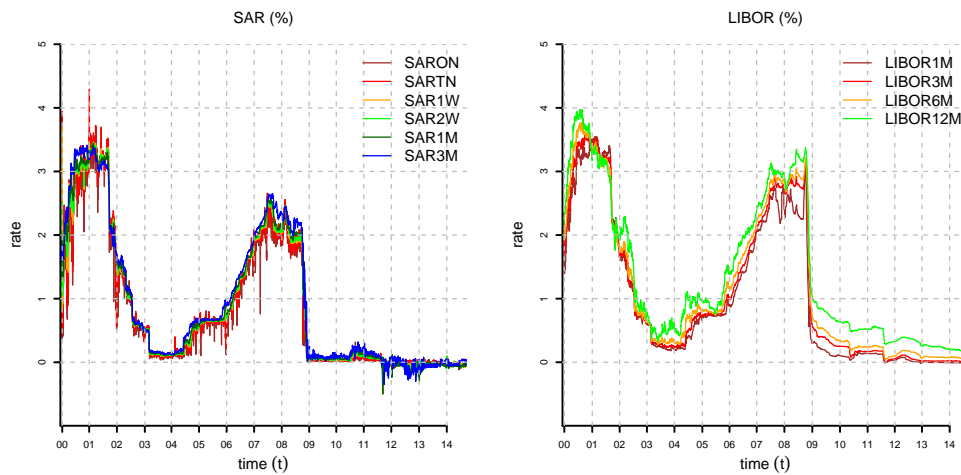 SAR (%)
5
4
3
2
1
0
rate
SARON
SARTN
SAR1W
SAR2W
SAR1M
SAR3M
00 01 02 03 04 05 06 07 08 09 10 11 12 13 14
time (t)
LIBOR (%)
5
4
3
2
1
0
rate
LIBOR1M
LIBOR3M
LIBOR6M
LIBOR12M
00 01 02 03 04 05 06 07 08 09 10 11 12 13 14
time (t)